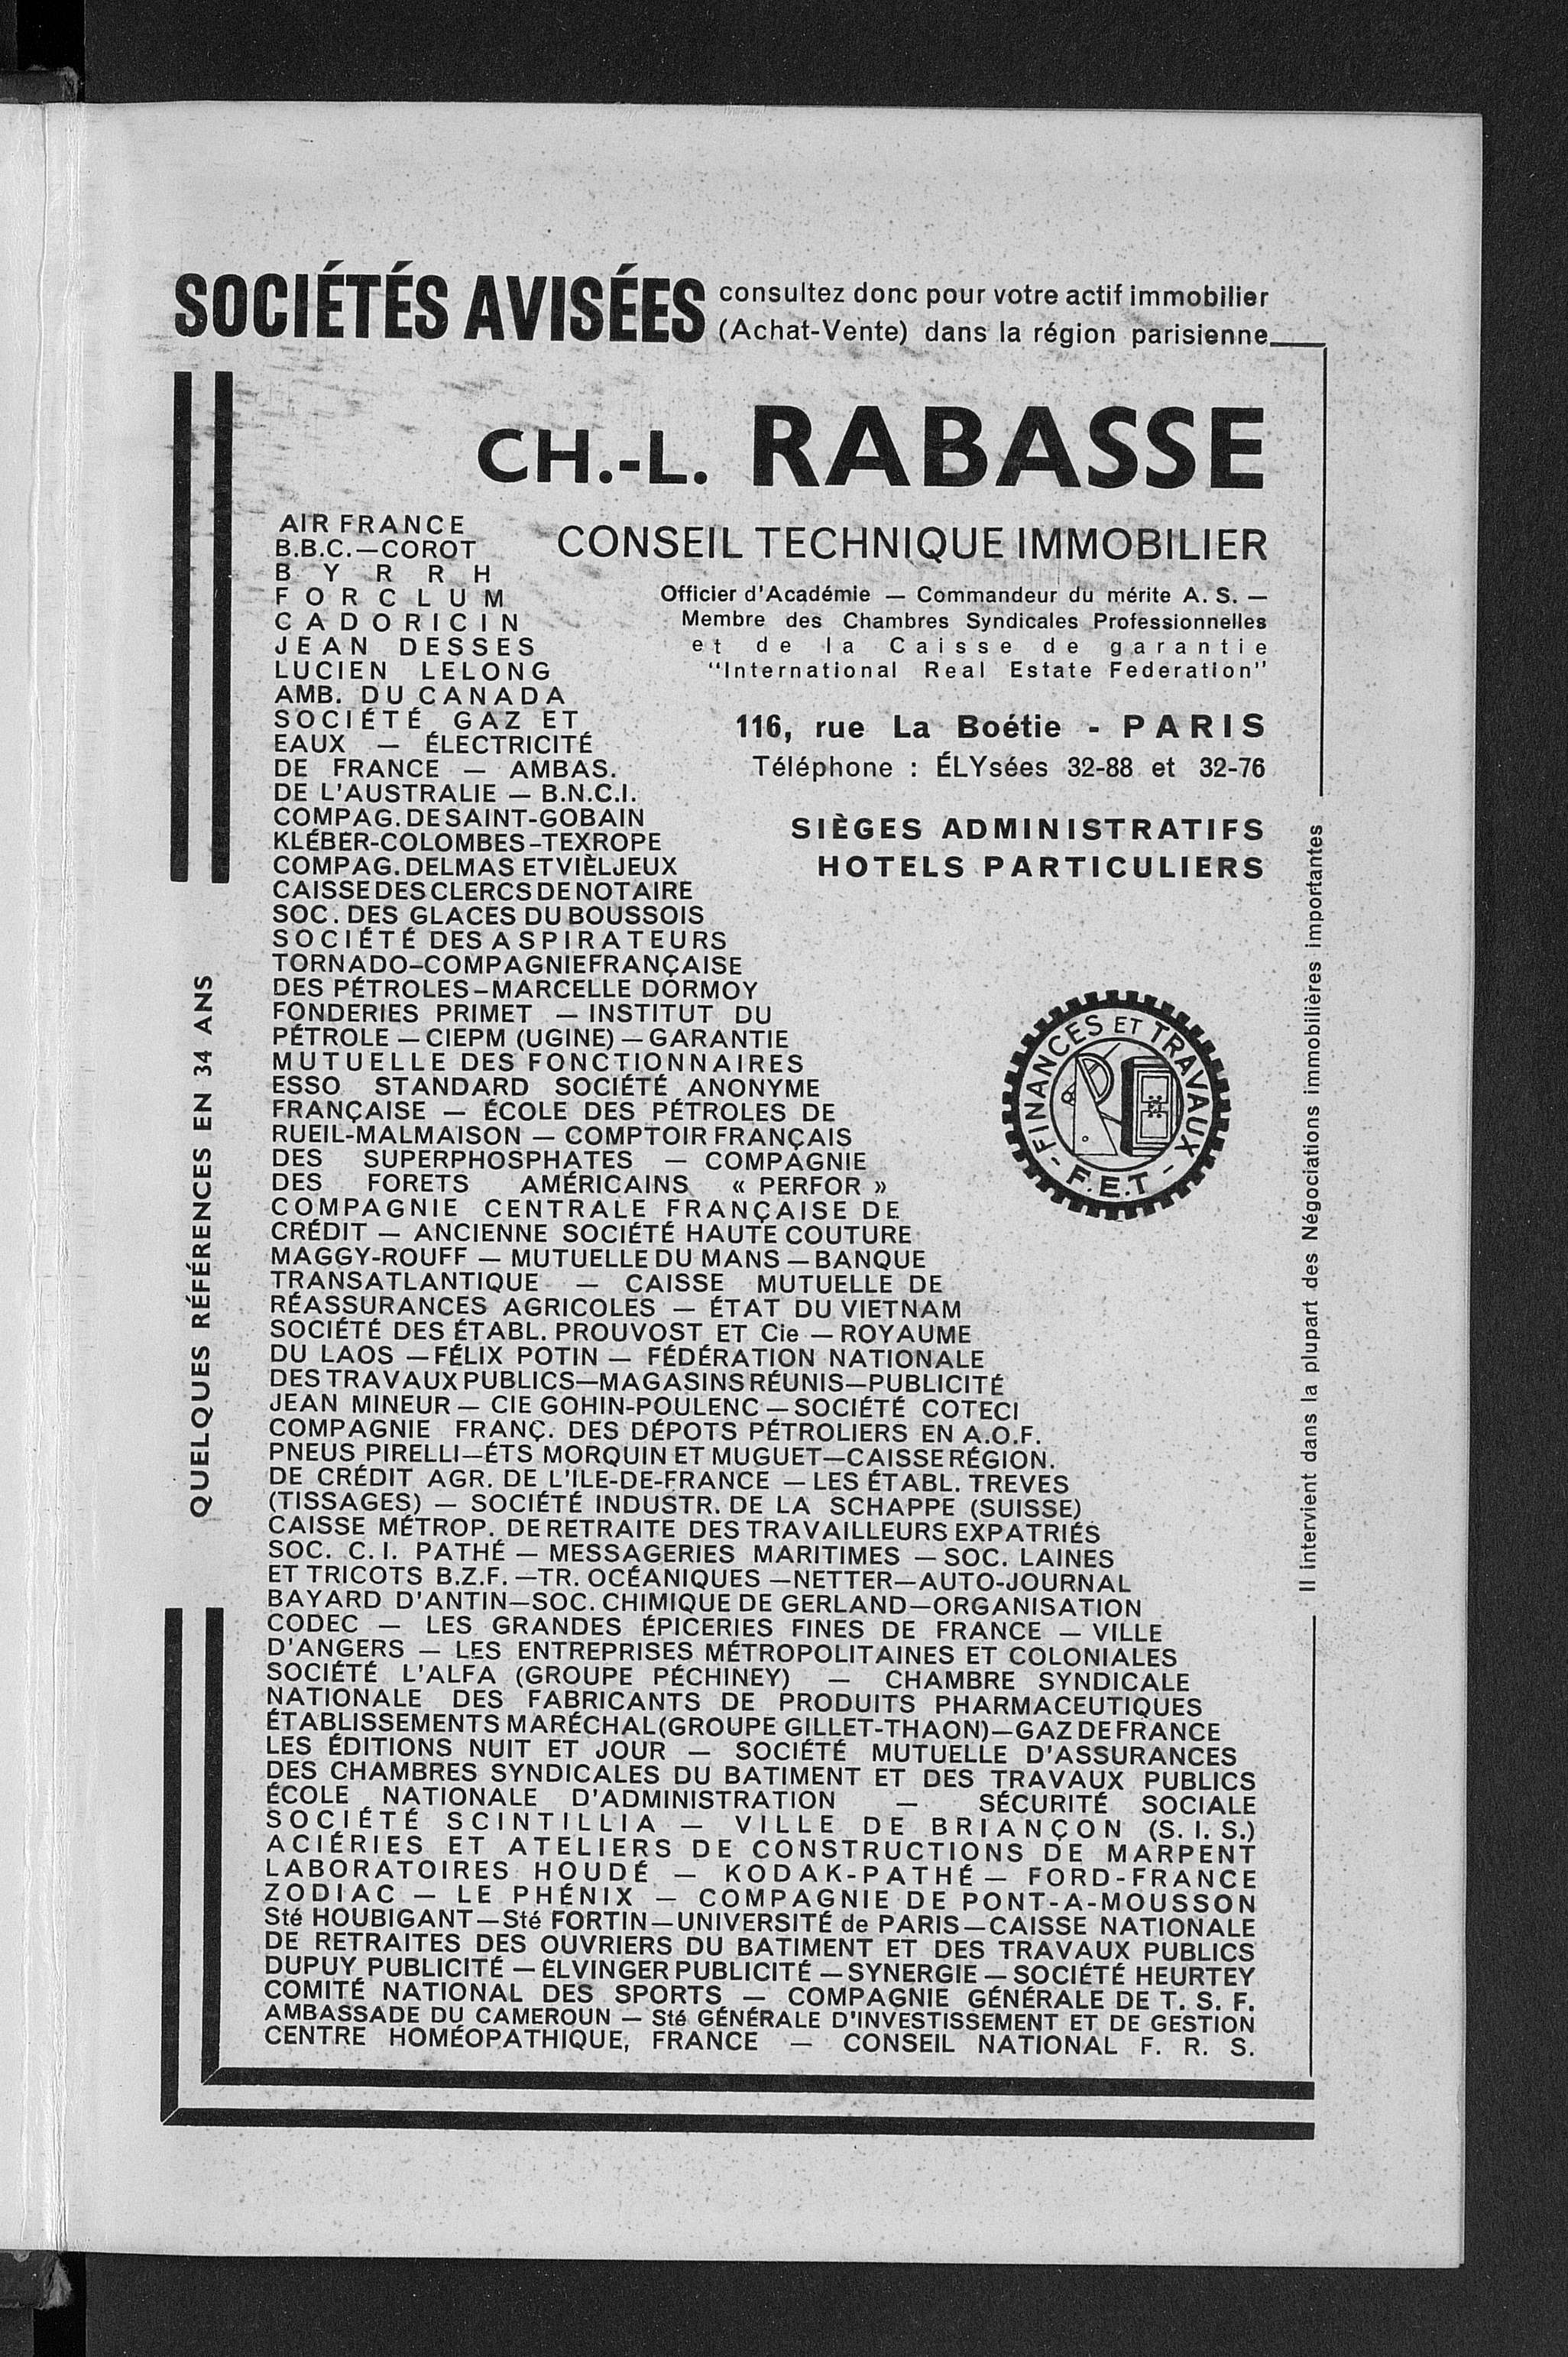 SOCIÉTÉS AVISÉES
consultez donc pour votre actif immobilier
(Achat-Vente) dans la région parisienne
CH.-L. RABASSE
CONSEIL TECHNIQUE IMMOBILIER
Officier d'Académie — Commandeur du mérite A. S. —
Membre des Chambres Syndicales Professionnelles
et de la Caisse de garantie
"International Real Estate Federation"
116, rue La Boétie - PARIS
Téléphone : ÉLYsées 32-88 et 32-76
SIÈGES ADMINISTRATIFS
HOTELS PARTICULIERS
FINANCES ET TRAVAUX
- F.E.T -
QUELQUES RÉFÉRENCES EN 34 ANS
AIR FRANCE
B.B.C.—COROT
BYRRH
FORCLUM
CADORICIN
JEAN DESSES
LUCIEN LELONG
AMB. DU CANADA
SOCIÉTÉ GAZ ET
EAUX — ÉLECTRICITÉ
DE FRANCE — AMBAS.
DE L'AUSTRALIE — B.N.C.I.
COMPAG. DE SAINT-GOBAIN
KLÉBER-COLOMBES-TEXROPE
COMPAG. DELMAS ET VIÈLJEUX
CAISSE DES CLERCS DE NOTAIRE
SOC. DES GLACES DU BOUSSOIS
SOCIÉTÉ DES ASPIRATEURS
TORNADO—COMPAGNIE FRANÇAISE
DES PÉTROLES—MARCELLE DORMOY
FONDERIES PRIMET — INSTITUT DU
PÉTROLE — CIEPM (UGINE) — GARANTIE
MUTUELLE DES FONCTIONNAIRES
ESSO STANDARD SOCIÉTÉ ANONYME
FRANÇAISE — ÉCOLE DES PÉTROLES DE
RUEIL-MALMAISON — COMPTOIR FRANÇAIS
DES SUPERPHOSPHATES — COMPAGNIE
DES FORETS AMÉRICAINS « PERFOR »
COMPAGNIE CENTRALE FRANÇAISE DE
CRÉDIT — ANCIENNE SOCIÉTÉ HAUTE COUTURE
MAGGY-ROUFF — MUTUELLE DU MANS — BANQUE
TRANSATLANTIQUE — CAISSE MUTUELLE DE
RÉASSURANCES AGRICOLES — ÉTAT DU VIETNAM
SOCIÉTÉ DES ÉTABL. PROUVOST ET Cie — ROYAUME
DU LAOS — FÉLIX POTIN — FÉDÉRATION NATIONALE
DES TRAVAUX PUBLICS—MAGASINS RÉUNIS—PUBLICITÉ
JEAN MINEUR — CIE GOHIN-POULENC — SOCIÉTÉ COTECI
COMPAGNIE FRANÇ. DES DÉPOTS PÉTROLIERS EN A.O.F.
PNEUS PIRELLI—ÉTS MORQUIN ET MUGUET—CAISSE RÉGION.
DE CRÉDIT AGR. DE L'ILE-DE-FRANCE — LES ÉTABL. TREVES
(TISSAGES) — SOCIÉTÉ INDUSTR. DE LA SCHAPPE (SUISSE)
CAISSE MÉTROP. DE RETRAITE DES TRAVAILLEURS EXPATRIÉS
SOC. C.I. PATHÉ — MESSAGERIES MARITIMES — SOC. LAINES
ET TRICOTS B.Z.F. —TR. OCÉANIQUES —NETTER—AUTO-JOURNAL
BAYARD D'ANTIN—SOC. CHIMIQUE DE GERLAND—ORGANISATION
CODEC — LES GRANDES ÉPICERIES FINES DE FRANCE — VILLE
D'ANGERS — LES ENTREPRISES MÉTROPOLITAINES ET COLONIALES
SOCIÉTÉ L'ALFA (GROUPE PÉCHINEY) — CHAMBRE SYNDICALE
NATIONALE DES FABRICANTS DE PRODUITS PHARMACEUTIQUES
ÉTABLISSEMENTS MARÉCHAL(GROUPE GILLET-THAON)—GAZ DE FRANCE
LES ÉDITIONS NUIT ET JOUR — SOCIÉTÉ MUTUELLE D'ASSURANCES
DES CHAMBRES SYNDICALES DU BATIMENT ET DES TRAVAUX PUBLICS
ÉCOLE NATIONALE D'ADMINISTRATION — SÉCURITÉ SOCIALE
SOCIÉTÉ SCINTILLIA — VILLE DE BRIANÇON (S.I.S.)
ACIÉRIES ET ATELIERS DE CONSTRUCTIONS DE MARPENT
LABORATOIRES HOUDÉ — KODAK-PATHÉ — FORD-FRANCE
ZODIAC — LE PHÉNIX — COMPAGNIE DE PONT-A-MOUSSON
Sté HOUBIGANT—Sté FORTIN—UNIVERSITÉ de PARIS—CAISSE NATIONALE
DE RETRAITES DES OUVRIERS DU BATIMENT ET DES TRAVAUX PUBLICS
DUPUY PUBLICITÉ — ELVINGER PUBLICITÉ — SYNERGIE — SOCIÉTÉ HEURTEY
COMITÉ NATIONAL DES SPORTS — COMPAGNIE GÉNÉRALE DE T. S. F.
AMBASSADE DU CAMEROUN — Sté GÉNÉRALE D'INVESTISSEMENT ET DE GESTION
CENTRE HOMÉOPATHIQUE, FRANCE — CONSEIL NATIONAL F. R. S.
Il intervient dans la plupart des Négociations immobilières importantes